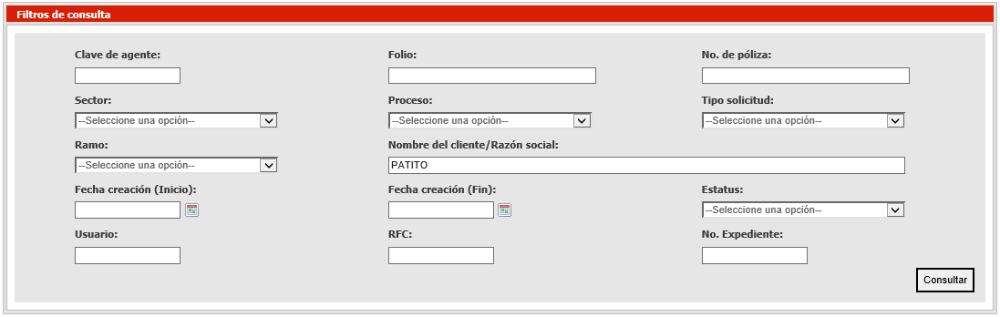 Filtros de consulta
Clave de agente:
Folio:
No. de póliza:
Sector:
Proceso:
Tipo solicitud:
--Seleccione una opción--
--Seleccione una opción--
--Seleccione una opción--
Ramo:
Nombre del cliente/Razón social:
--Seleccione una opción--
PATITO
Fecha creación (Inicio):
Fecha creación (Fin):
Estatus:
--Seleccione una opción--
Usuario:
RFC:
No. Expediente:
Consultar